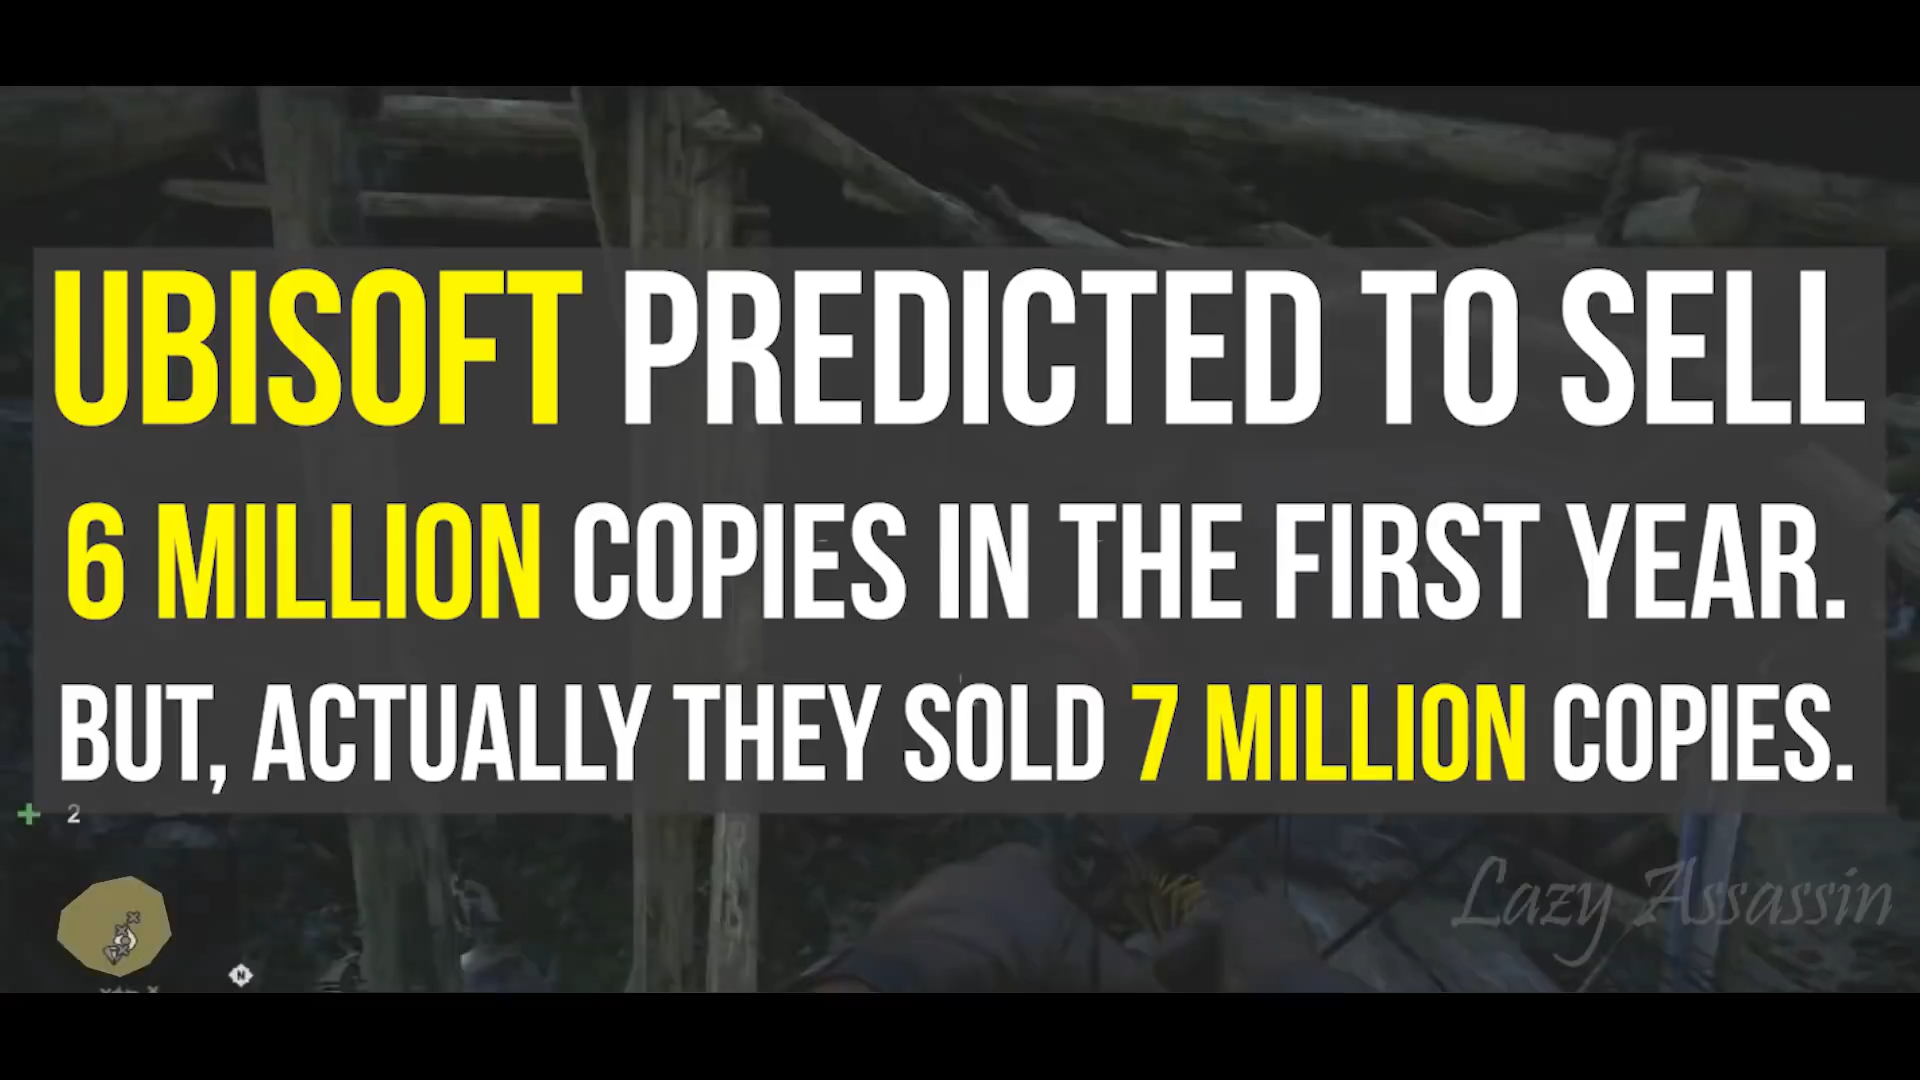 UBISOFT PREDICTED TO SELL
6 MILLION COPIES IN THE FIRST YEAR.
BUT, ACTUALLY THEY SOLD 7 MILLION COPIES.
2
N
Lazy Assassin